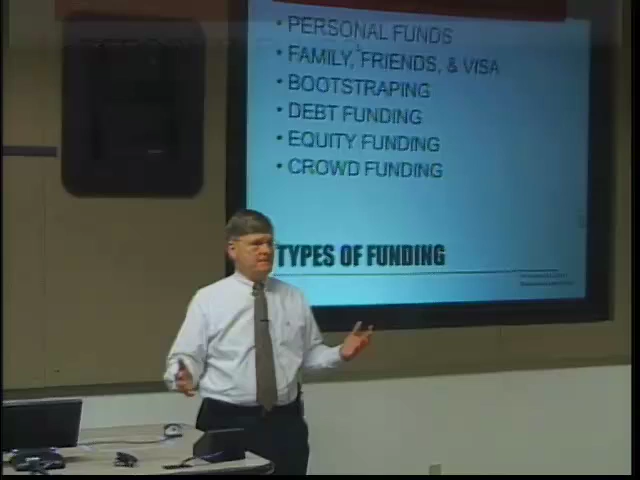 • PERSONAL FUNDS
• FAMILY, FRIENDS, & VISA
• BOOTSTRAPING
• DEBT FUNDING
• EQUITY FUNDING
• CROWD FUNDING
TYPES OF FUNDING